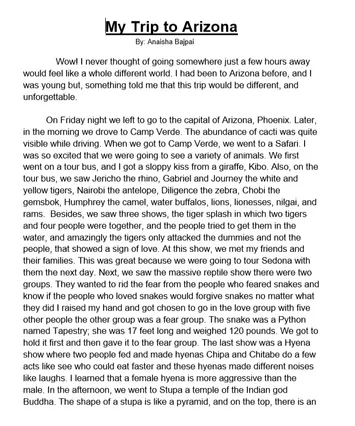 My Trip to Arizona
By: Anaisha Bajpai
Wow! I never thought of going somewhere just a few hours away
would feel like a whole different world. I had been to Arizona before, and I
was young but, something told me that this trip would be different, and
unforgettable.
On Friday night we left to go to the capital of Arizona, Phoenix. Later,
in the morning we drove to Camp Verde. The abundance of cacti was quite
visible while driving. When we got to Camp Verde, we went to a Safari. I
was so excited that we were going to see a variety of animals. We first
went on a tour bus, and I got a sloppy kiss from a giraffe, Kibo. Also, on the
tour bus, we saw Jericho the rhino, Gabriel and Journey the white and
yellow tigers, Nairobi the antelope, Diligence the zebra, Chobi the
gemsbok, Humphrey the camel, water buffalos, lions, lionesses, nilgai, and
rams.  Besides, we saw three shows, the tiger splash in which two tigers
and four people were together, and the people tried to get them in the
water, and amazingly the tigers only attacked the dummies and not the
people, that showed a sign of love. At this show, we met my friends and
their families. This was great because we were going to tour Sedona with
them the next day. Next, we saw the massive reptile show there were two
groups. They wanted to rid the fear from the people who feared snakes and
know if the people who loved snakes would forgive snakes no matter what
they did I raised my hand and got chosen to go in the love group with five
other people the other group was a fear group. The snake was a Python
named Tapestry; she was 17 feet long and weighed 120 pounds. We got to
hold it first and then gave it to the fear group. The last show was a Hyena
show where two people fed and made hyenas Chipa and Chitabe do a few
acts like see who could eat faster and these hyenas made different noises
like laughs. I learned that a female hyena is more aggressive than the
male. In the afternoon, we went to Stupa a temple of the Indian god
Buddha. The shape of a stupa is like a pyramid, and on the top, there is an